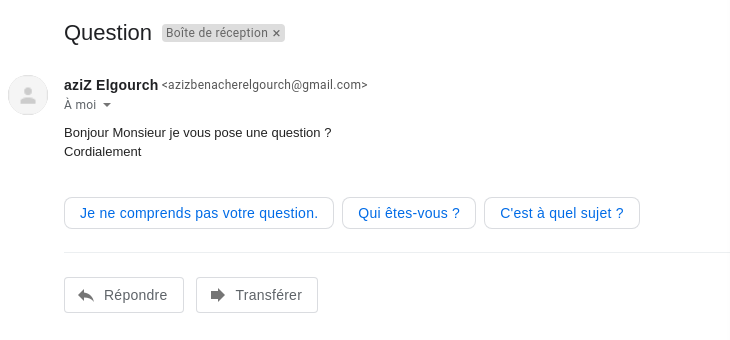 Question Boîte de réception ×
aziZ Elgourch <azizbenacherelgourch@gmail.com>
À moi
Bonjour Monsieur je vous pose une question ?
Cordialement
Je ne comprends pas votre question. Qui êtes-vous ? C'est à quel sujet ?
Répondre Transférer